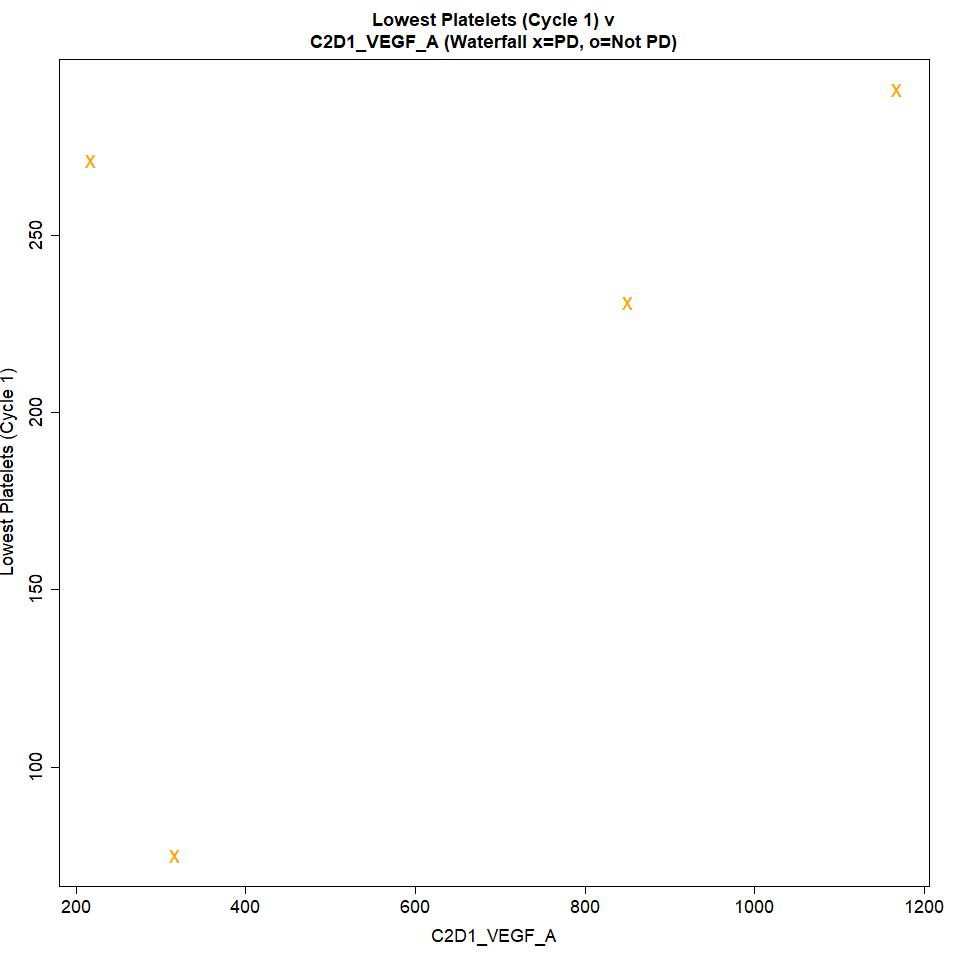 Lowest Platelets (Cycle 1) v
C2D1_VEGF_A (Waterfall x=PD, o=Not PD)
X
X
250
X
200
Lowest Platelets (Cycle 1)
150
100
X
200 400 600 800 1000 1200
C2D1_VEGF_A